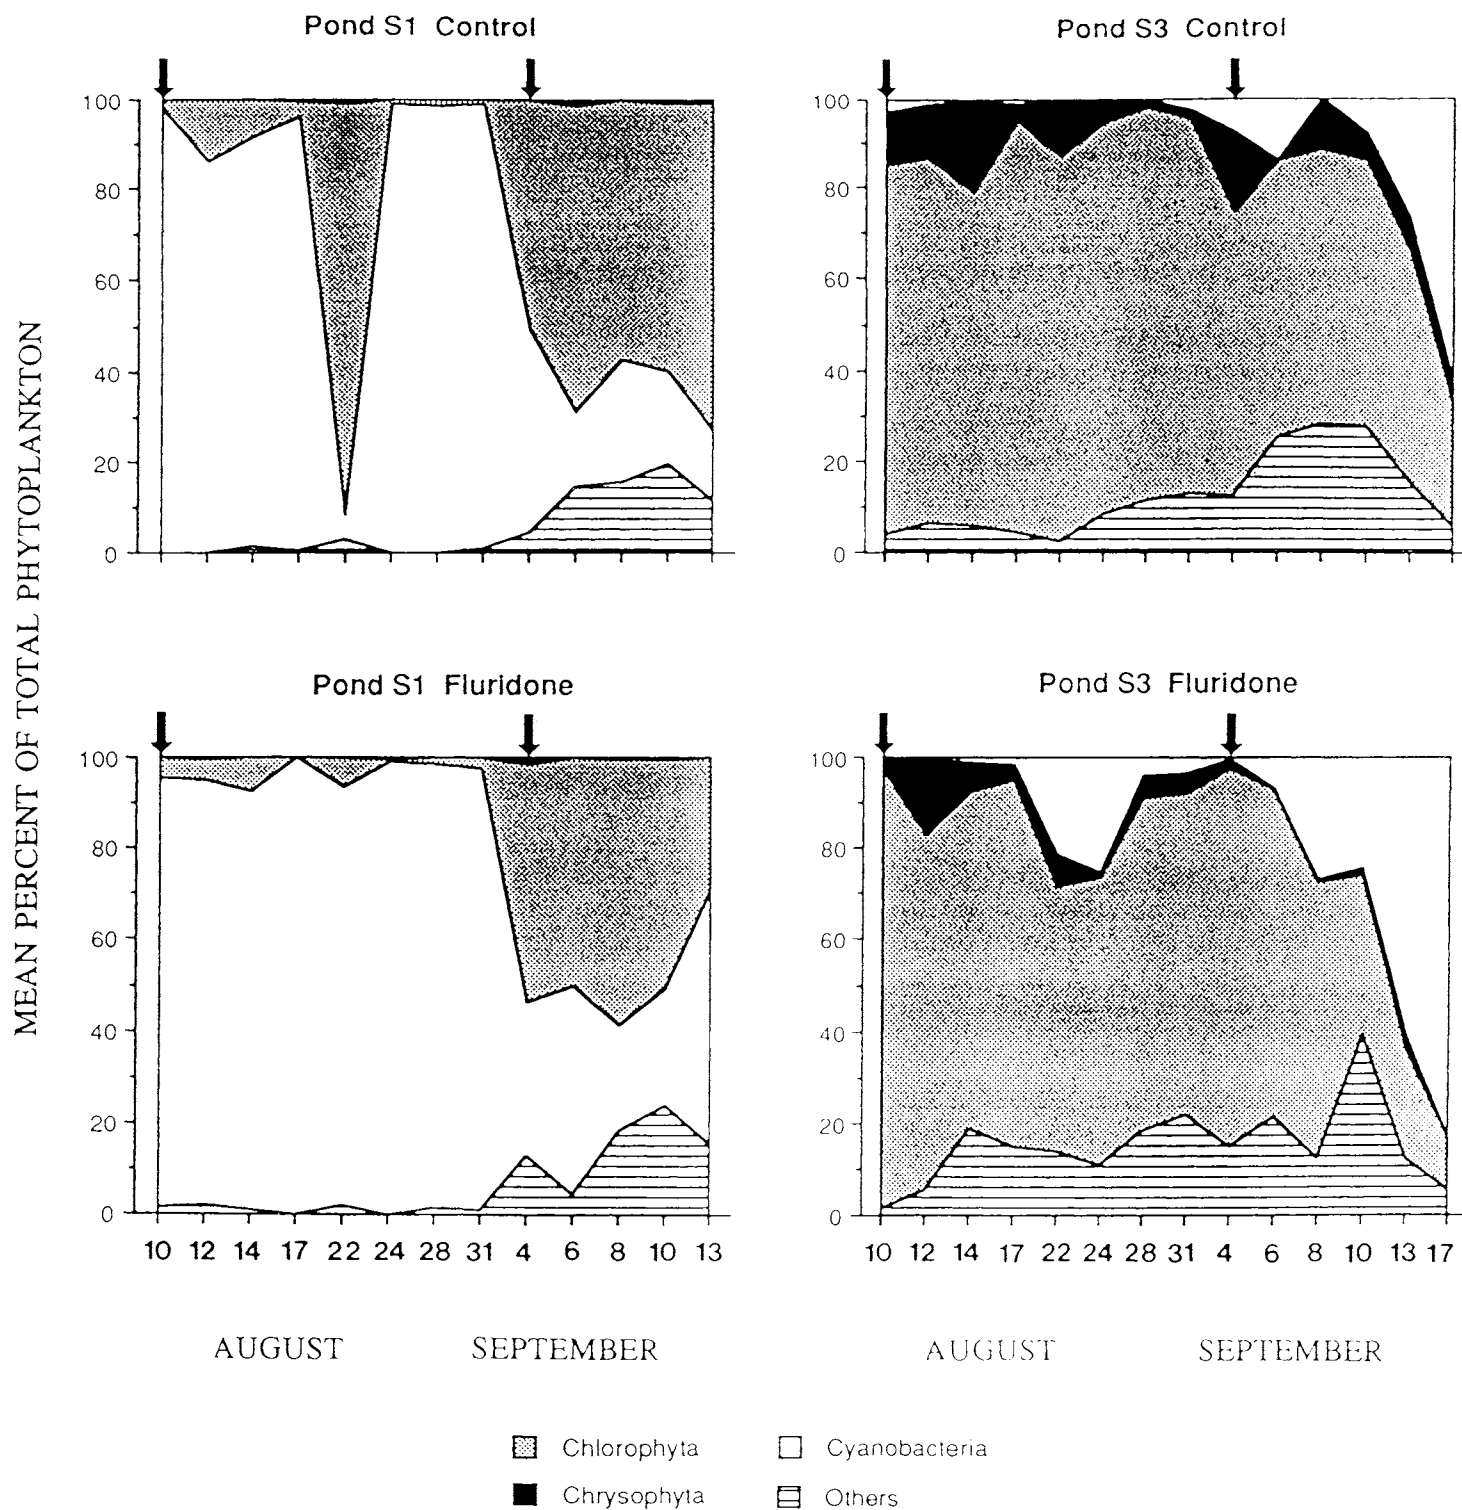 Pond S1 Control
Pond S3 Control
100
80
60
40
20
0
100
80
60
40
20
0
MEAN PERCENT OF TOTAL PHYTOPLANKTON
Pond S1 Fluridone
Pond S3 Fluridone
100
80
60
40
20
0
100
80
60
40
20
0
10 12 14 17 22 24 28 31 4 6 8 10 13
10 12 14 17 22 24 28 31 4 6 8 10 13 17
AUGUST SEPTEMBER
AUGUST SEPTEMBER
Chlorophyta
Cyanobacteria
Chrysophyta
Others